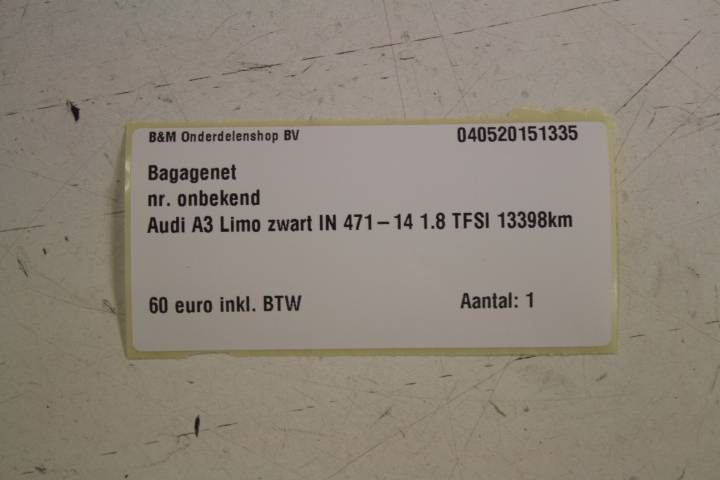 B&M Onderdelenshop BV 040520151335
Bagagenet
nr. onbekend
Audi A3 Limo zwart IN 471-14 1.8 TFSI 13398km
60 euro inkl. BTW Aantal: 1